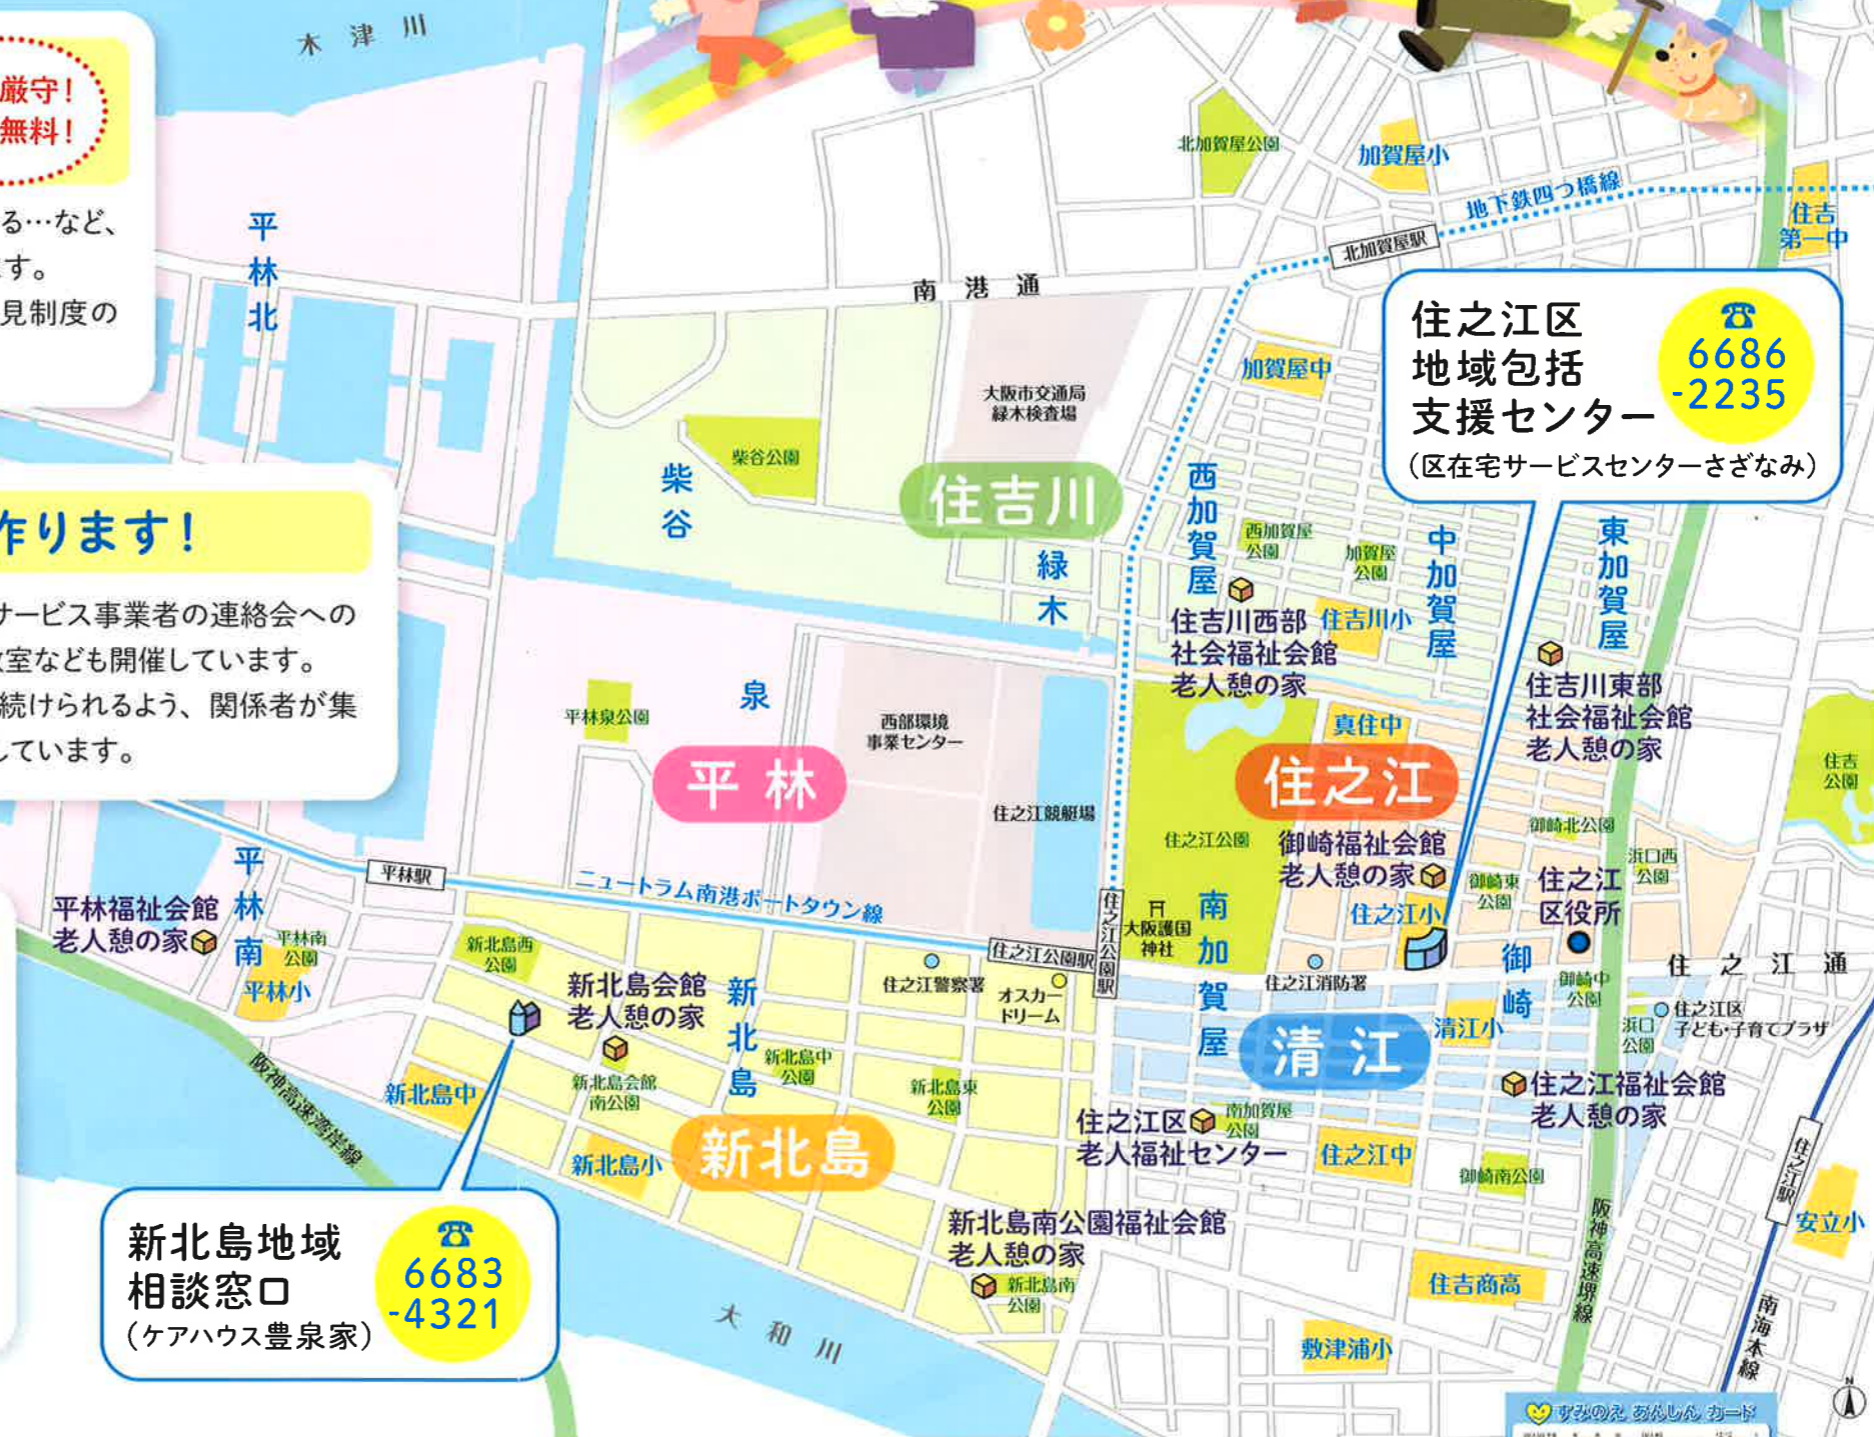 木津川
厳守！
無料！
る…など、
す。
見制度の
平林北
北加賀屋公園
加賀屋小
地下鉄四つ橋線
住吉
第一中
北加賀屋駅
南港通
住之江区
地域包括
支援センター
☎
6686
-2235
（区在宅サービスセンターさざなみ）
加賀屋中
大阪市交通局
緑木検査場
柴谷公園
柴谷
住吉川
西加賀屋
緑木
西加賀屋
公園
加賀屋
公園
中加賀屋
東加賀屋
作ります！
サービス事業者の連絡会への
教室なども開催しています。
続けられるよう、関係者が集
しています。
住吉川西部
社会福祉会館
老人憩の家
住吉川小
住吉川東部
社会福祉会館
老人憩の家
泉
平林泉公園
西部環境
事業センター
真住中
平林
住之江
住吉
公園
住之江競艇場
住之江公園
御崎福祉会館
老人憩の家
御崎北公園
浜口西
公園
御崎東
公園
住之江
区役所
平林駅
ニュートラム南港ポートタウン線
平林南
平林福祉会館
老人憩の家
平林南
公園
平林小
新北島西
公園
住之江公園駅
住之江公園駅
大阪護国
神社
南加賀屋
住之江小
住之江消防署
御崎
御崎中
公園
住之江通
新北島会館
老人憩の家
新北島
住之江警察署
オスカー
ドリーム
清江小
浜口
公園
住之江区
子ども・子育てプラザ
清江
新北島中
公園
新北島会館
南公園
新北島東
公園
新北島中
阪神高速湾岸線
住之江福祉会館
老人憩の家
住之江区
老人福祉センター
南加賀屋
公園
住之江中
御崎南公園
新北島小
新北島
住之江駅
安立小
新北島地域
相談窓口
（ケアハウス豊泉家）
☎
6683
-4321
新北島南公園福祉会館
老人憩の家
新北島南
公園
阪神高速堺線
住吉商高
南海本線
大和川
敷津浦小
N
すみのえ あんしん カード